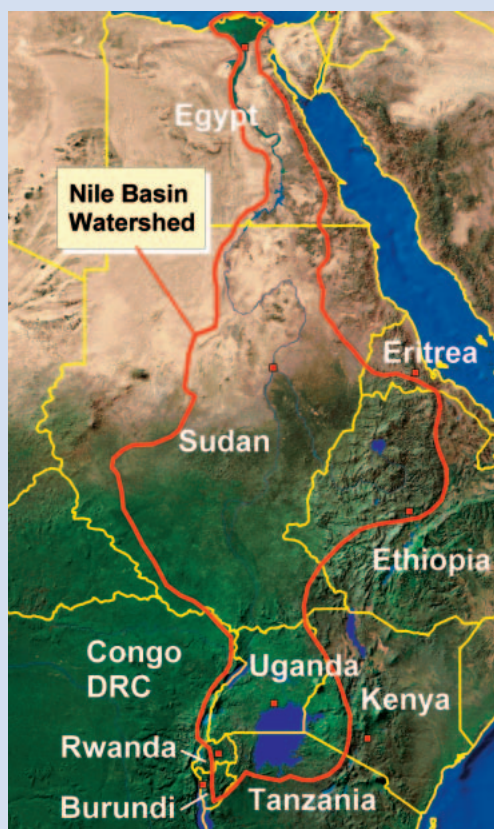 Egypt
Nile Basin
Watershed
Eritrea
Sudan
Ethiopia
Congo
DRC
Uganda
Kenya
Rwanda
Burundi
Tanzania